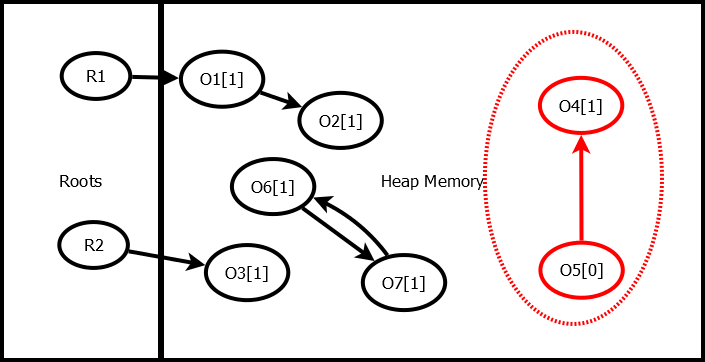 R1
O1[1]
O2[1]
O4[1]
Roots
O6[1]
Heap Memory
R2
O3[1]
O7[1]
O5[0]